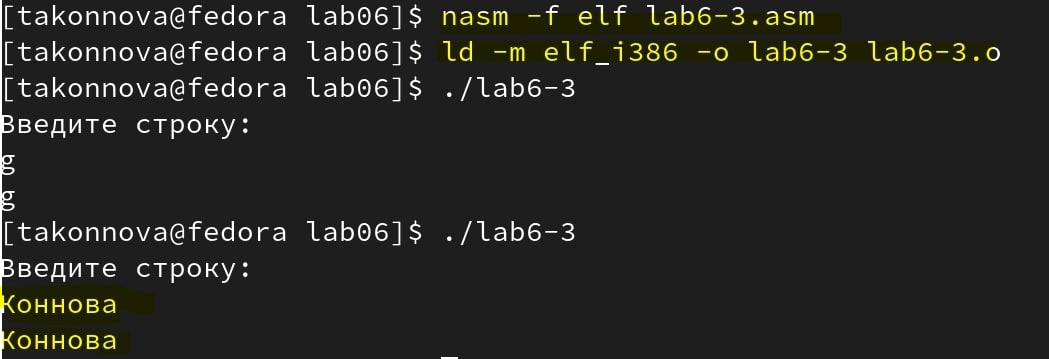 [takonnova@fedora lab06]$ nasm -f elf lab6-3.asm
[takonnova@fedora lab06]$ ld -m elf_i386 -o lab6-3 lab6-3.o
[takonnova@fedora lab06]$ ./lab6-3
Введите строку:
g
g
[takonnova@fedora lab06]$ ./lab6-3
Введите строку:
Коннова
Коннова